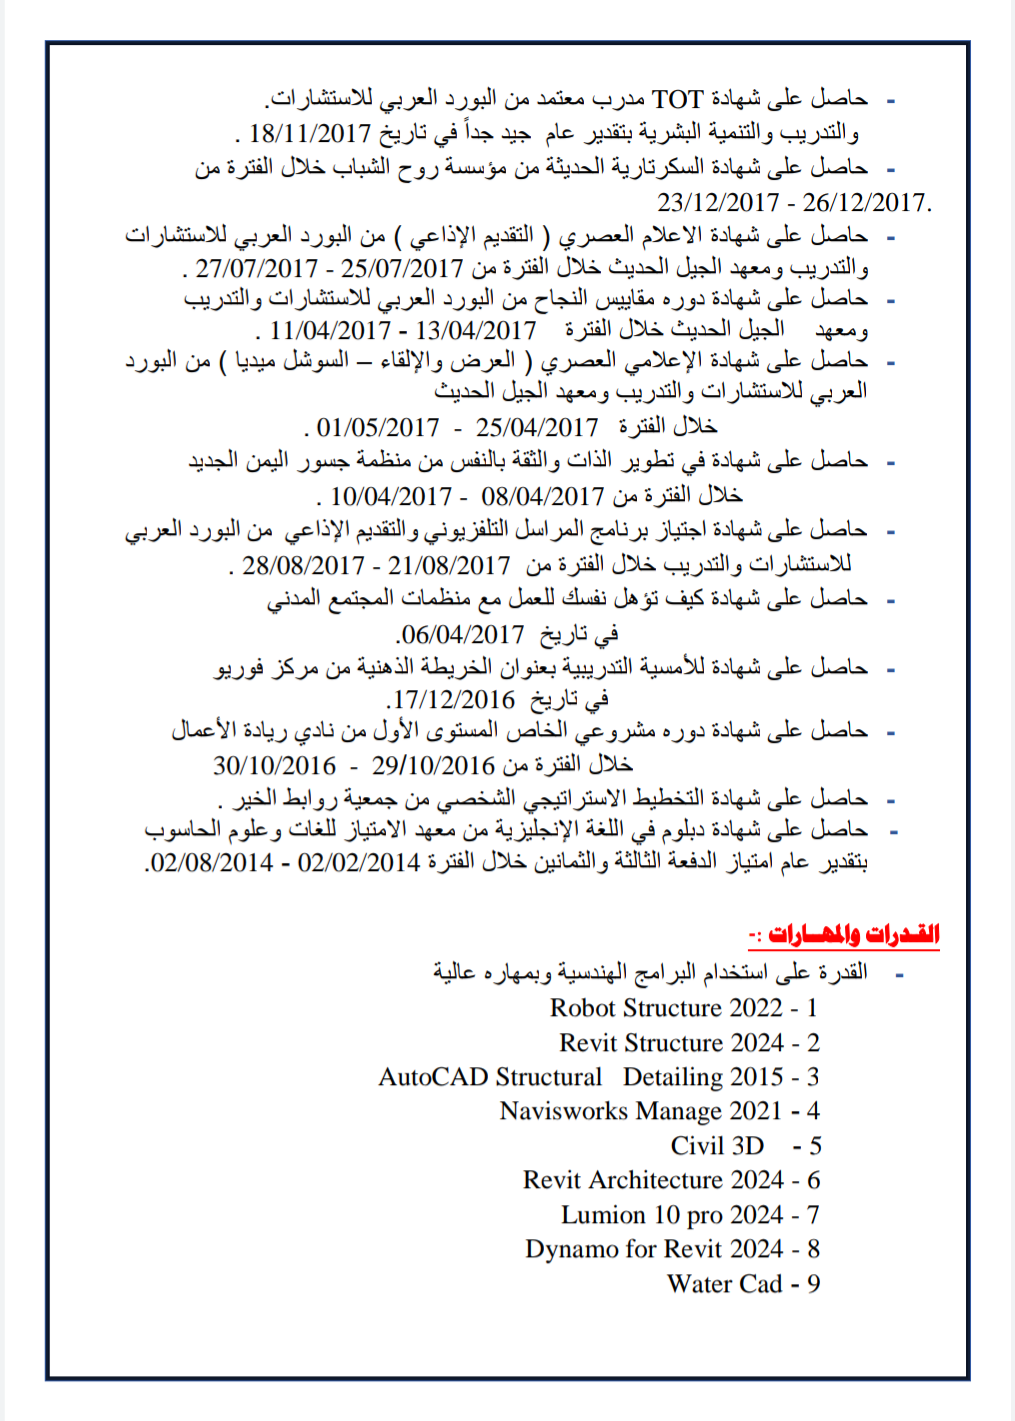 - حاصل على شهادة TOT مدرب معتمد من البورد العربي للاستشارات.
والتدريب والتنمية البشرية بتقدير عام جيد جداً في تاريخ 18/11/2017 .
- حاصل على شهادة السكرتارية الحديثة من مؤسسة روح الشباب خلال الفترة من
23/12/2017 - 26/12/2017.
- حاصل على شهادة الاعلام العصري ( التقديم الإذاعي ) من البورد العربي للاستشارات
والتدريب ومعهد الجيل الحديث خلال الفترة من 25/07/2017 - 27/07/2017 .
- حاصل على شهادة دوره مقاييس النجاح من البورد العربي للاستشارات والتدريب
ومعهد الجيل الحديث خلال الفترة 13/04/2017 - 11/04/2017 .
- حاصل على شهادة الإعلامي العصري ( العرض والإلقاء – السوشل ميديا ) من البورد
العربي للاستشارات والتدريب ومعهد الجيل الحديث
خلال الفترة 25/04/2017 - 01/05/2017 .
- حاصل على شهادة في تطوير الذات والثقة بالنفس من منظمة جسور اليمن الجديد
خلال الفترة من 08/04/2017 - 10/04/2017 .
- حاصل على شهادة اجتياز برنامج المراسل التلفزيوني والتقديم الإذاعي من البورد العربي
للاستشارات والتدريب خلال الفترة من 21/08/2017 - 28/08/2017 .
- حاصل على شهادة كيف تؤهل نفسك للعمل مع منظمات المجتمع المدني
في تاريخ 06/04/2017.
- حاصل على شهادة للأمسية التدريبية بعنوان الخريطة الذهنية من مركز فوريو
في تاريخ 17/12/2016.
- حاصل على شهادة دوره مشروعي الخاص المستوى الأول من نادي ريادة الأعمال
خلال الفترة من 29/10/2016 - 30/10/2016
- حاصل على شهادة التخطيط الاستراتيجي الشخصي من جمعية روابط الخير .
- حاصل على شهادة دبلوم في اللغة الإنجليزية من معهد الامتياز للغات وعلوم الحاسوب
بتقدير عام امتياز الدفعة الثالثة والثمانين خلال الفترة 02/02/2014 - 02/08/2014.
القـدرات والمهـارات :-
- القدرة على استخدام البرامج الهندسية وبمهاره عالية
1 - Robot Structure 2022
2 - Revit Structure 2024
3 - AutoCAD Structural Detailing 2015
4 - Navisworks Manage 2021
5 - Civil 3D
6 - Revit Architecture 2024
7 - Lumion 10 pro 2024
8 - Dynamo for Revit 2024
9 - Water Cad